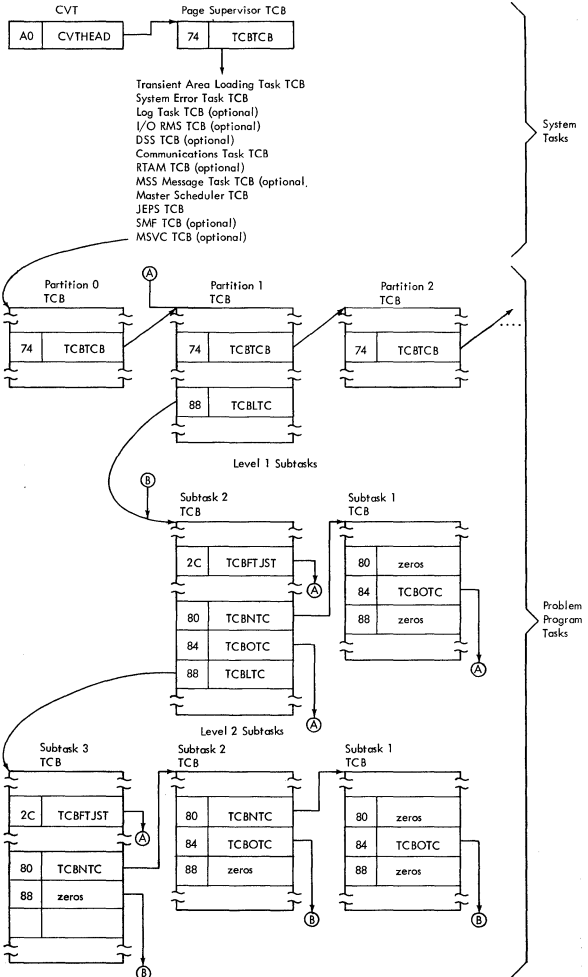 CVT
Page Supervisor TCB
A0 CVTHEAD
74 TCBTCB
Transient Area Loading Task TCB
System Error Task TCB
Log Task TCB (optional)
I/O RMS TCB (optional)
DSS TCB (optional)
Communications Task TCB
RTAM TCB (optional)
MSS Message Task TCB (optional.
Master Scheduler TCB
JEPS TCB
SMF TCB (optional)
MSVC TCB (optional)
System
Tasks
A
Partition 0
TCB
Partition 1
TCB
Partition 2
TCB
74 TCBTCB
74 TCBTCB
74 TCBTCB
....
88 TCBLTC
Level 1 Subtasks
B
Subtask 2
TCB
Subtask 1
TCB
2C TCBFTJST
A
80 TCBNTC
84 TCBOTC
88 TCBLTC
A
80 zeros
84 TCBOTC
88 zeros
A
Problem
Program
Tasks
Level 2 Subtasks
Subtask 3
TCB
Subtask 2
TCB
Subtask 1
TCB
2C TCBFTJST
A
80 TCBNTC
88 zeros
B
80 TCBNTC
84 TCBOTC
88 zeros
B
80 zeros
84 TCBOTC
88 zeros
B